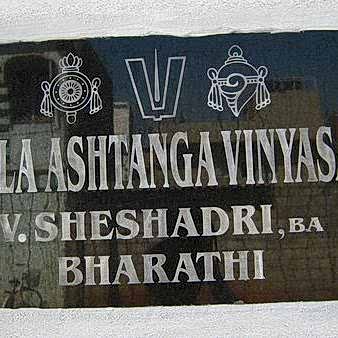 LA ASHTANGA VINYAS
V. SHESHADRI, BA
BHARATHI